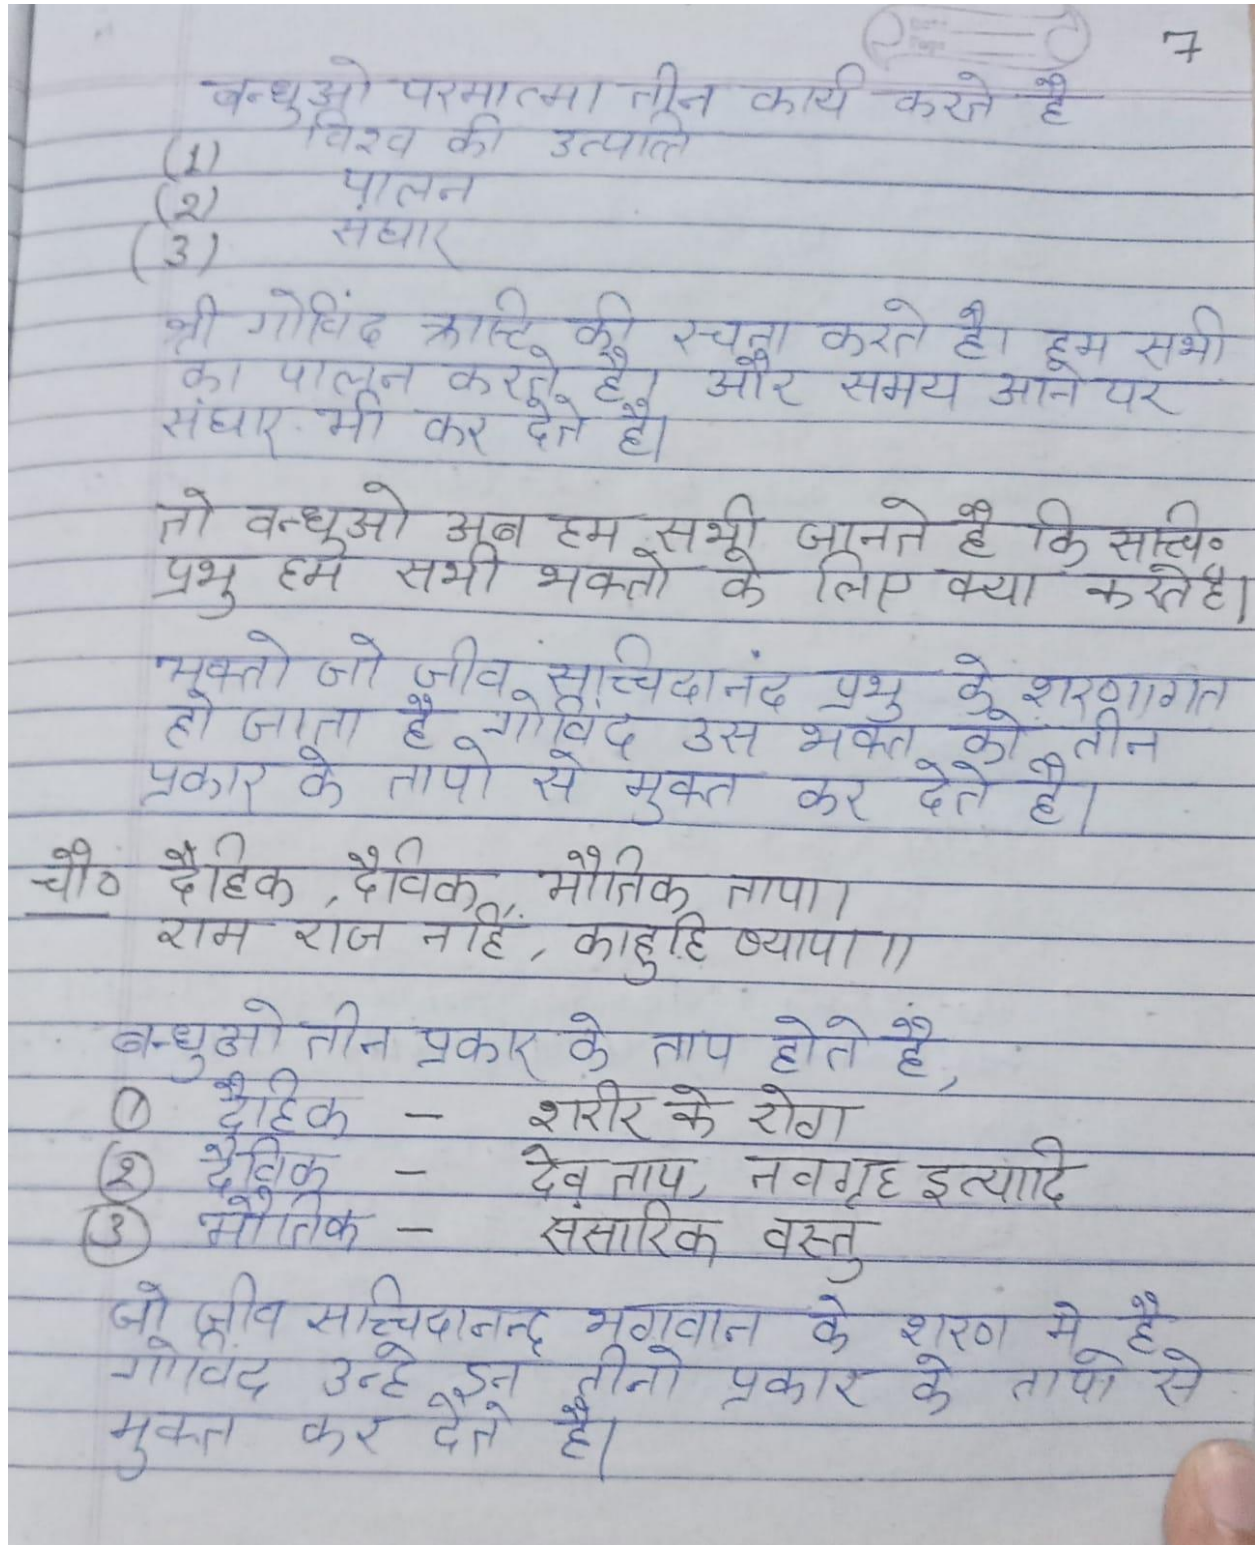 7
बन्धुओ परमात्मा तीन कार्य करते है
(1) विश्व की उत्पत्ति
(2) पालन
(3) संघार
श्री गोविंद की रचना करते है। हम सभी
का पालन करते है। और समय आने पर
संघार भी कर देते है।
तो बन्धुओ अब हम सभी जानते है कि सच्चि॰
प्रभु हम सभी भक्तो के लिए क्या करते है।
भक्तो जो जीव सच्चिदानंद प्रभु के शरणागत
हो जाता है गोविंद उस भक्त को तीन
प्रकार के तापो से मुक्त कर देते है।
चौ॰ दैहिक, दैविक, भौतिक तापा।
राम राज नहिं, काहुहि ब्यापा॥
बन्धुओ तीन प्रकार के ताप होते हैं,
① दैहिक – शरीर के रोग
② दैविक – देव ताप, नवगृह इत्यादि
③ भौतिक – संसारिक वस्तु
जो जीव सच्चिदानन्द भगवान के शरण मे है
गोविंद उन्हे इन तीनो प्रकार के तापो से
मुक्त कर देते है।